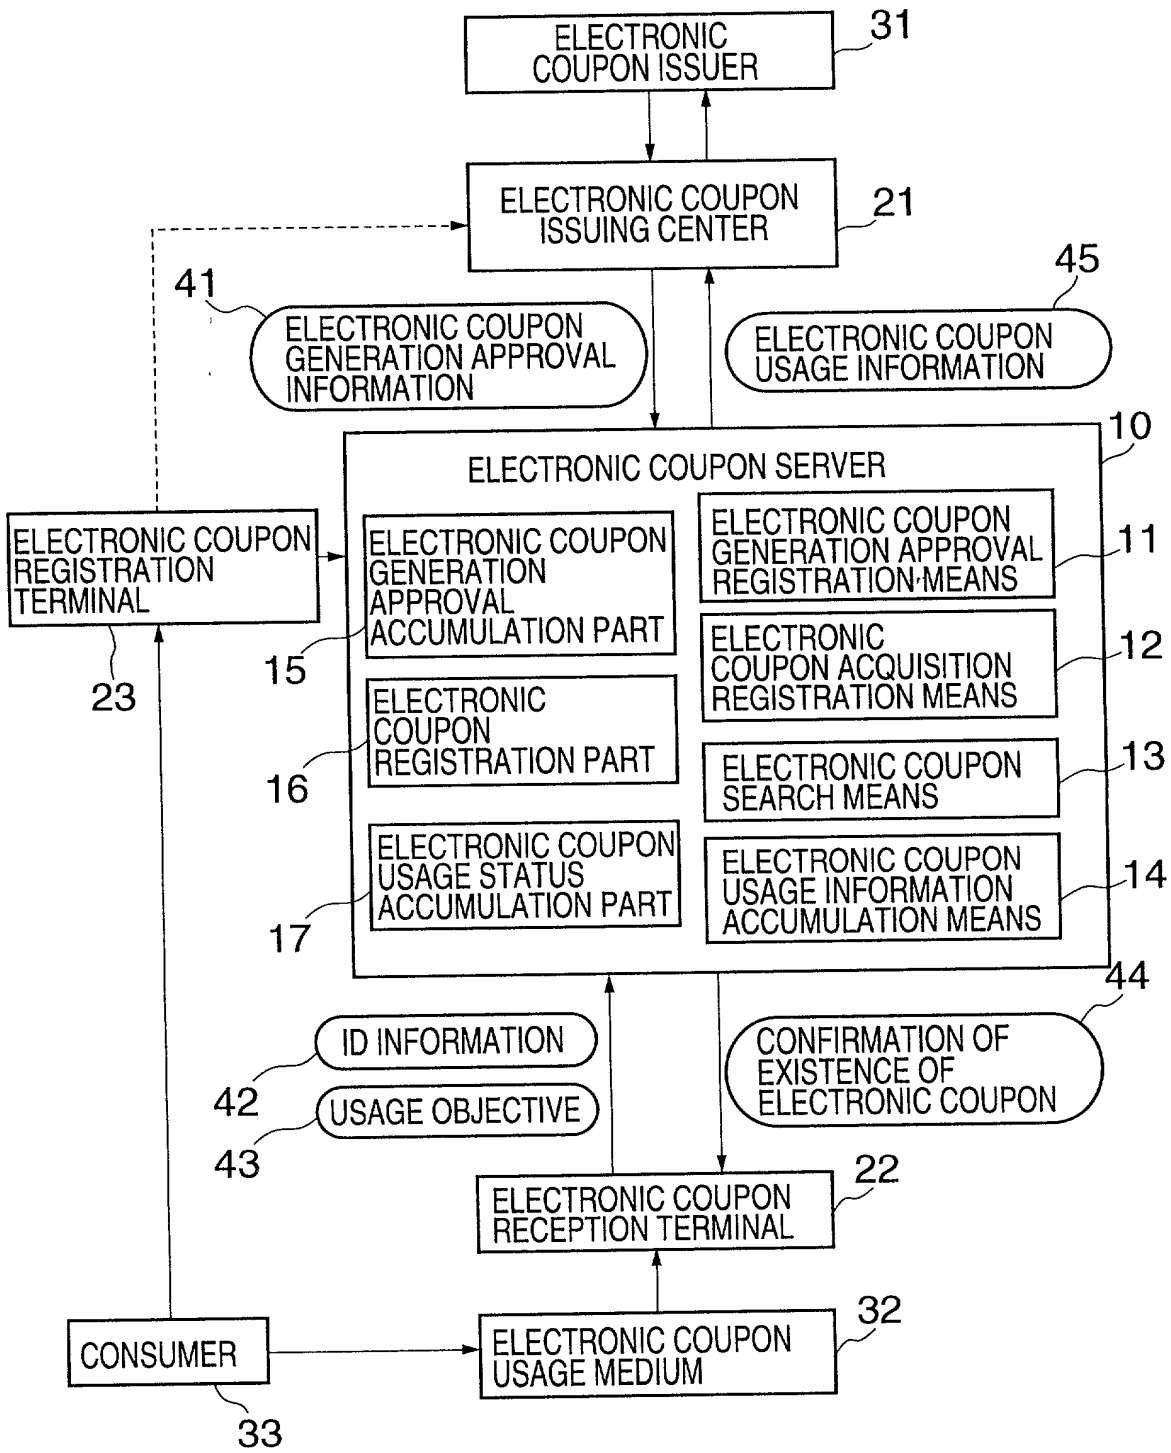 ELECTRONIC
COUPON ISSUER
31
ELECTRONIC COUPON
ISSUING CENTER
21
41
ELECTRONIC COUPON
GENERATION APPROVAL
INFORMATION
45
ELECTRONIC COUPON
USAGE INFORMATION
10
ELECTRONIC COUPON SERVER
ELECTRONIC COUPON
REGISTRATION
TERMINAL
23
ELECTRONIC COUPON
GENERATION
APPROVAL
ACCUMULATION PART
15
ELECTRONIC
COUPON
REGISTRATION PART
16
ELECTRONIC COUPON
USAGE STATUS
ACCUMULATION PART
17
ELECTRONIC COUPON
GENERATION APPROVAL
REGISTRATION MEANS
11
ELECTRONIC
COUPON ACQUISITION
REGISTRATION MEANS
12
ELECTRONIC COUPON
SEARCH MEANS
13
ELECTRONIC COUPON
USAGE INFORMATION
ACCUMULATION MEANS
14
ID INFORMATION
42
USAGE OBJECTIVE
43
44
CONFIRMATION OF
EXISTENCE OF
ELECTRONIC COUPON
ELECTRONIC COUPON
RECEPTION TERMINAL
22
CONSUMER
33
ELECTRONIC COUPON
USAGE MEDIUM
32